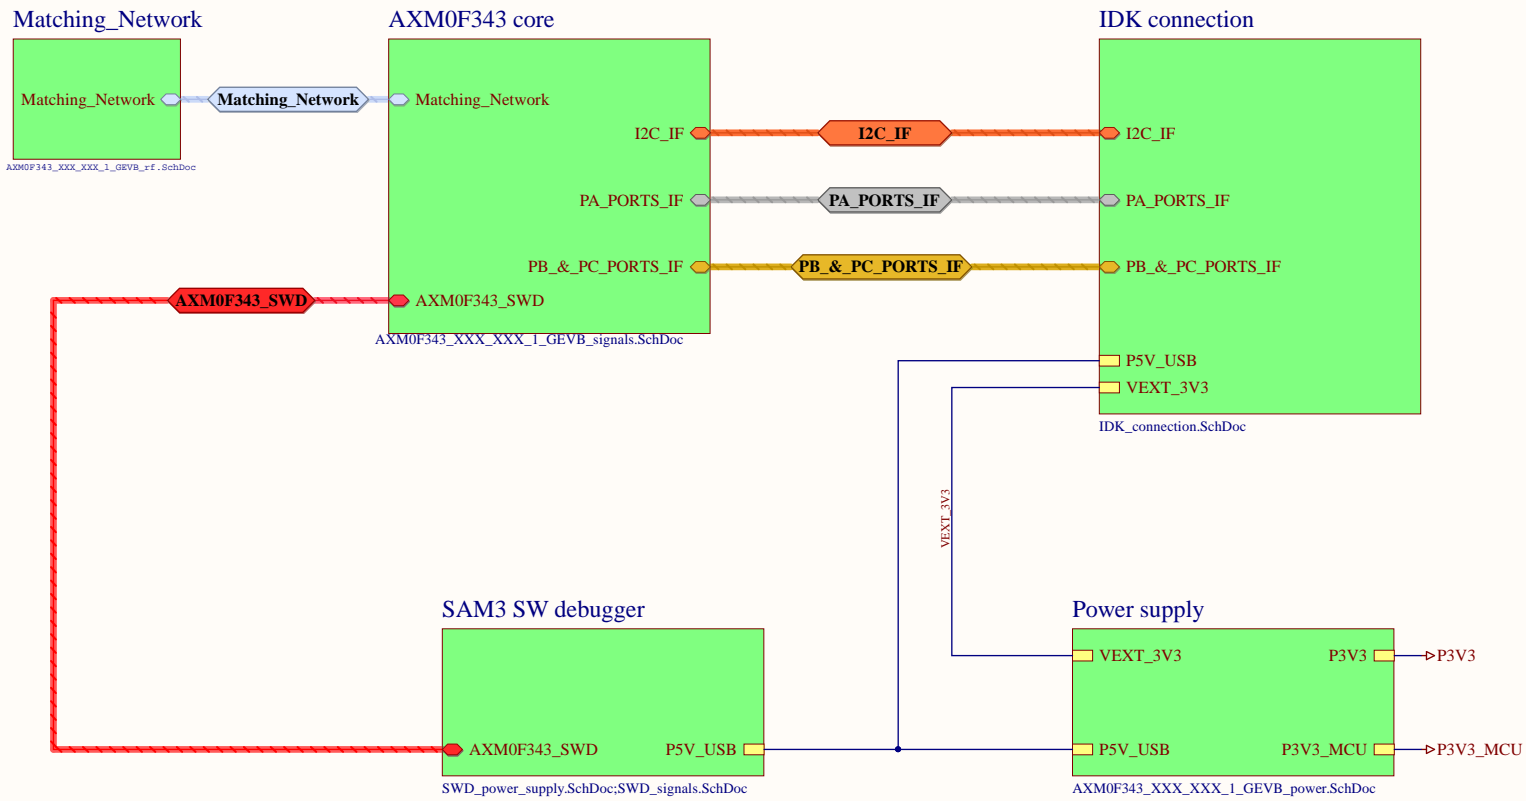 Matching_Network
AXM0F343 core
IDK connection
Matching_Network
Matching_Network
Matching_Network
I2C_IF
I2C_IF
I2C_IF
AXM0F343_XXX_XXX_1_GEVB_rf.SchDoc
PA_PORTS_IF
PA_PORTS_IF
PA_PORTS_IF
PB_&_PC_PORTS_IF
PB_&_PC_PORTS_IF
PB_&_PC_PORTS_IF
AXM0F343_SWD
AXM0F343_SWD
AXM0F343_XXX_XXX_1_GEVB_signals.SchDoc
P5V_USB
VEXT_3V3
IDK_connection.SchDoc
VEXT_3V3
SAM3 SW debugger
Power supply
VEXT_3V3
P3V3
P3V3
AXM0F343_SWD
P5V_USB
P5V_USB
P3V3_MCU
P3V3_MCU
SWD_power_supply.SchDoc;SWD_signals.SchDoc
AXM0F343_XXX_XXX_1_GEVB_power.SchDoc